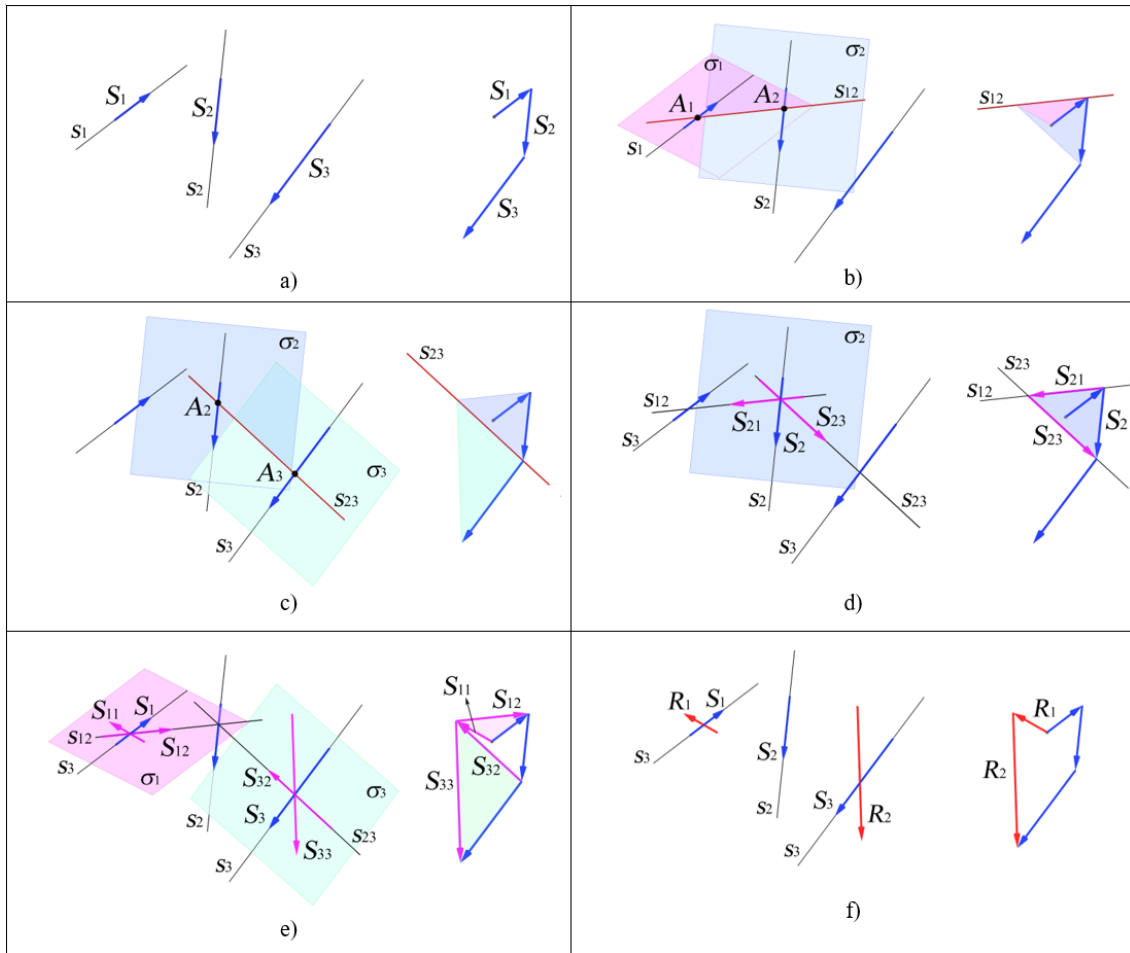 S1
s1
S2
s2
S3
s3
S1
S2
S3
a)
σ1
σ2
A1
A2
s12
s1
s2
s12
b)
σ2
A2
A3
σ3
s2
s23
s3
s23
c)
σ2
s12
s3
S21
S23
S2
s2
s23
s3
s23
s12
S21
S23
S2
d)
S11
S1
s12
S12
s3
σ1
S32
σ3
s2
S3
s23
S33
s3
S11
S12
S32
S33
e)
R1
S1
s3
S2
s2
S3
R2
s3
R1
R2
f)